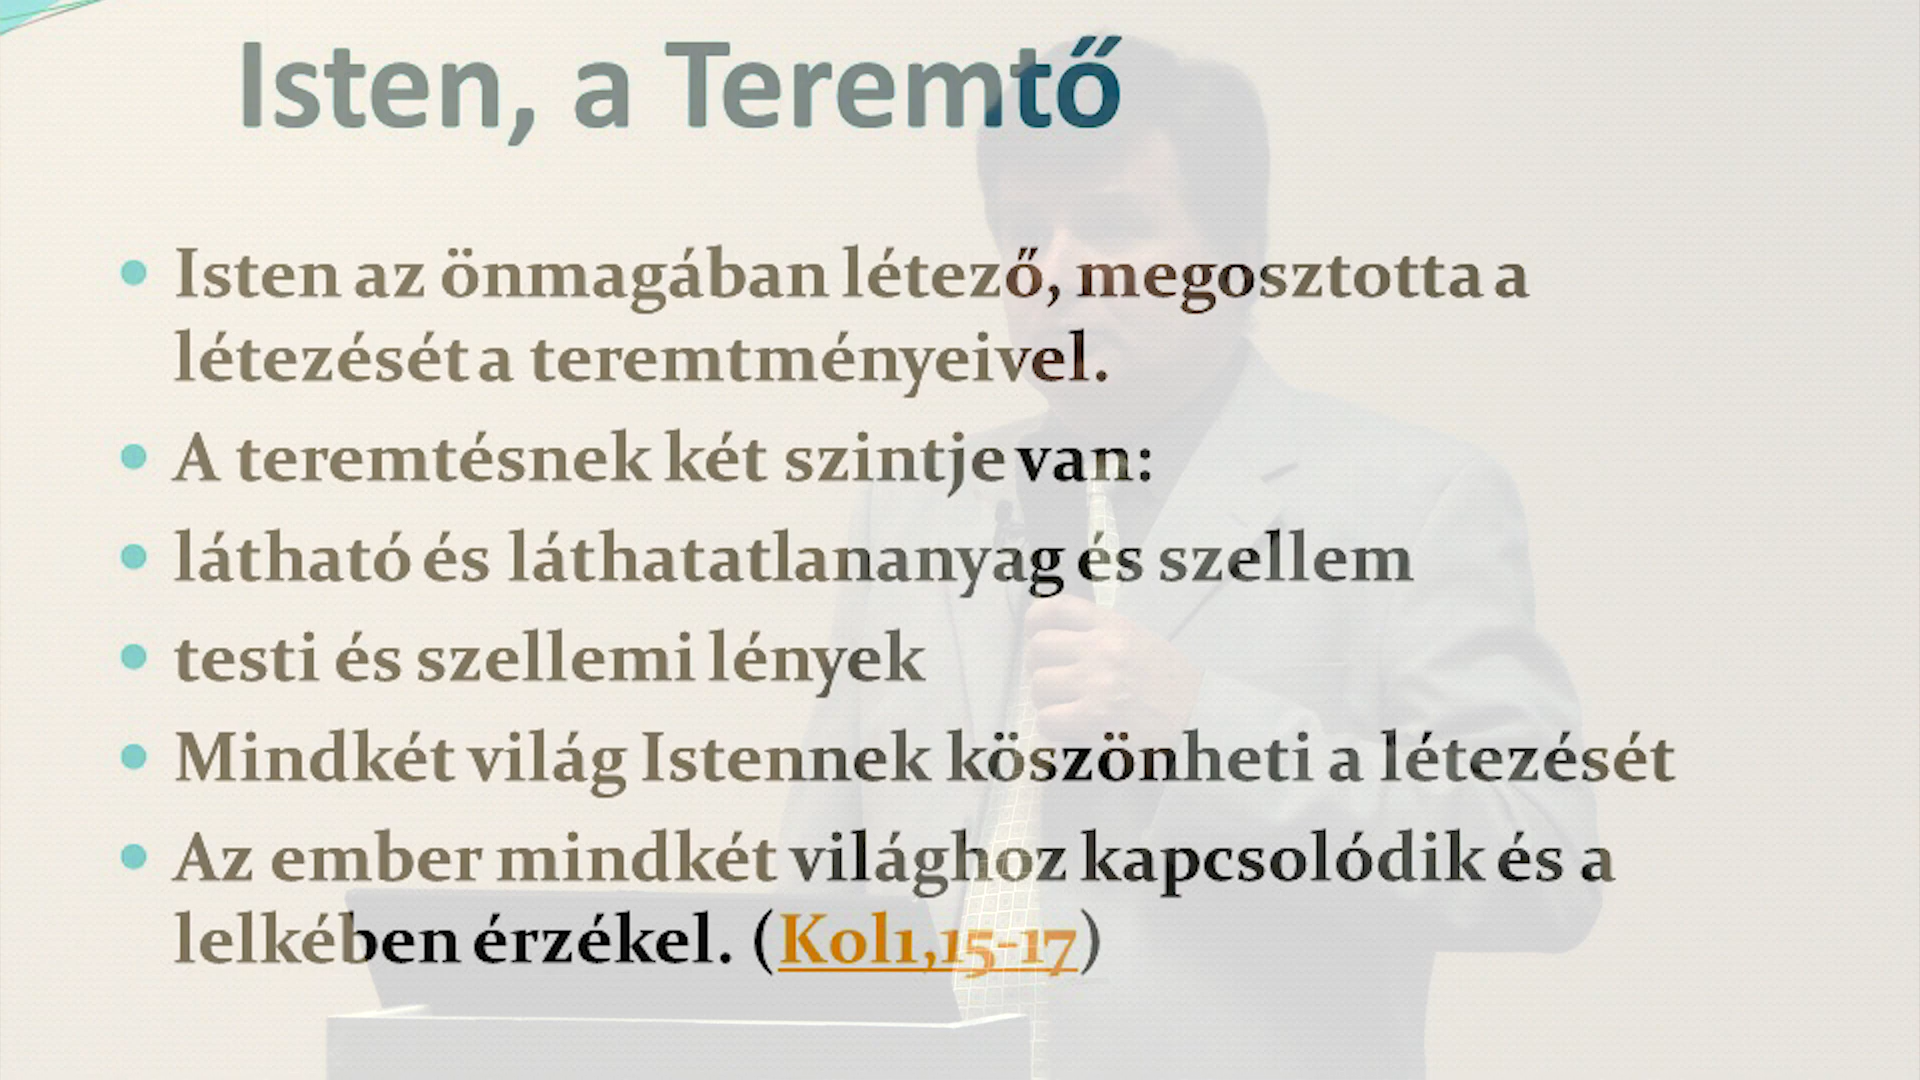 Isten, a Teremtő
• Isten az önmagában létező, megosztotta a
létezését a teremtményeivel.
• A teremtésnek két szintje van:
• látható és láthatatlananyag és szellem
• testi és szellemi lények
• Mindkét világ Istennek köszönheti a létezését
• Az ember mindkét világhoz kapcsolódik és a
lelkében érzékel. (Kol1,15-17)